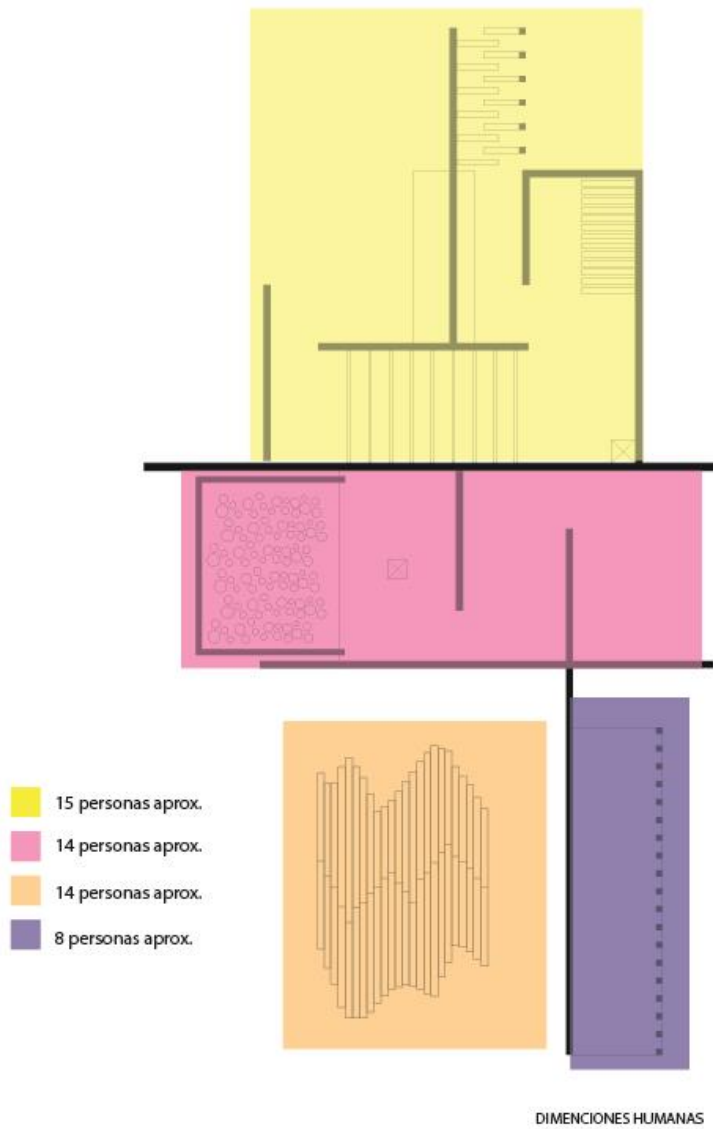 15 personas aprox.
14 personas aprox.
14 personas aprox.
8 personas aprox.
DIMENCIONES HUMANAS